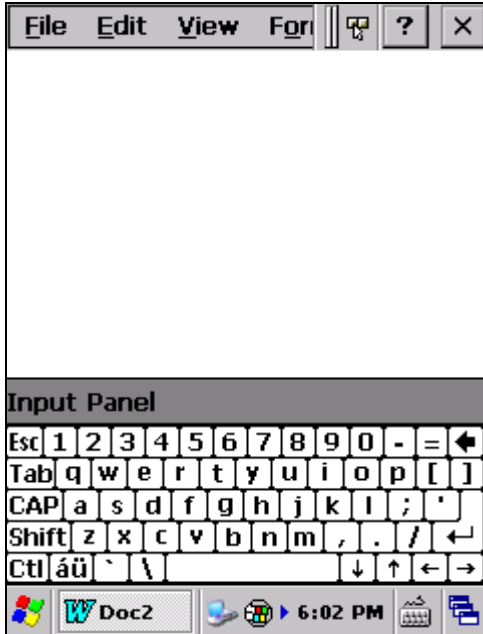 File Edit View For ? ×
Input Panel
Esc 1 2 3 4 5 6 7 8 9 0 - =
Tab q w e r t y u i o p [ ]
CAP a s d f g h j k l ; '
Shift z x c v b n m , . /
Ctl áü ` \ ↓ ↑ ← →
W Doc2 6:02 PM